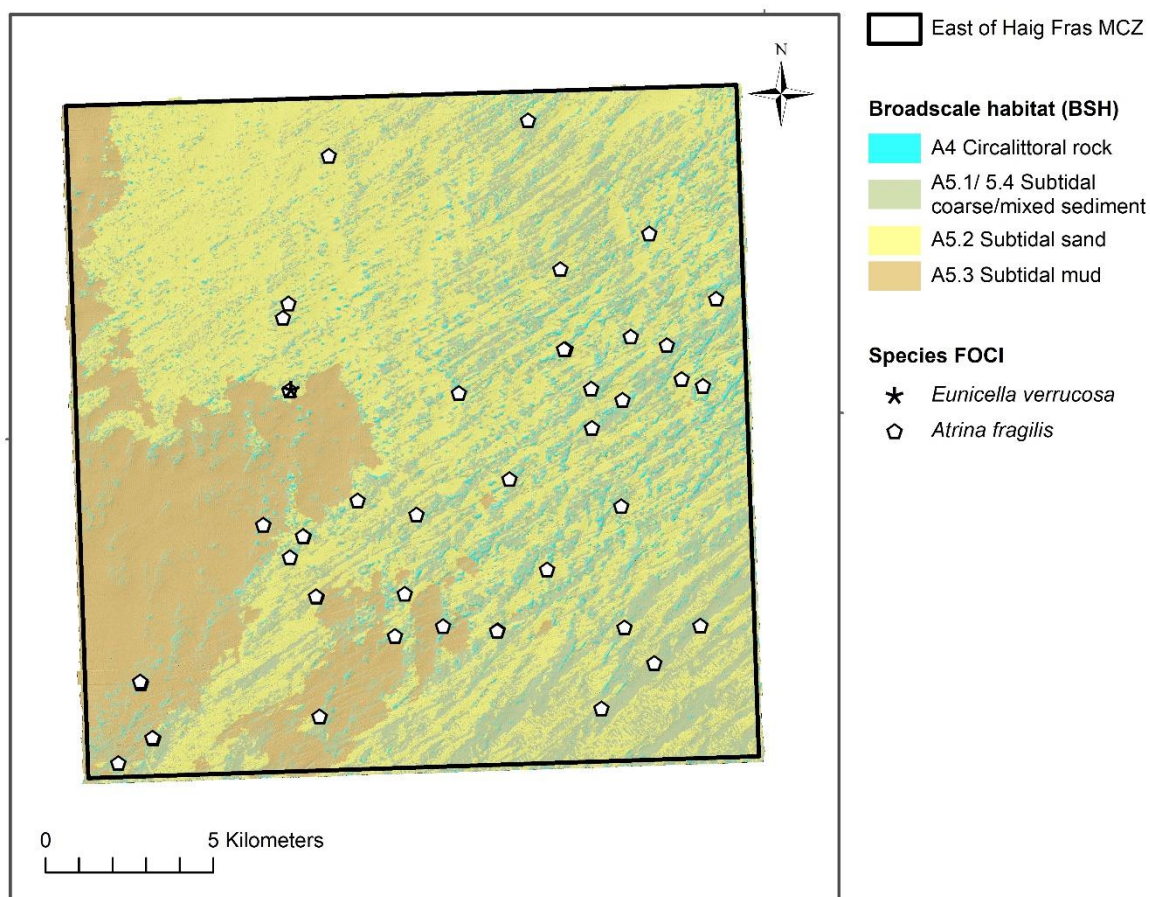 N
0 5 Kilometers
East of Haig Fras MCZ
Broadscale habitat (BSH)
A4 Circalittoral rock
A5.1/ 5.4 Subtidal
coarse/mixed sediment
A5.2 Subtidal sand
A5.3 Subtidal mud
Species FOCI
Eunicella verrucosa
Atrina fragilis